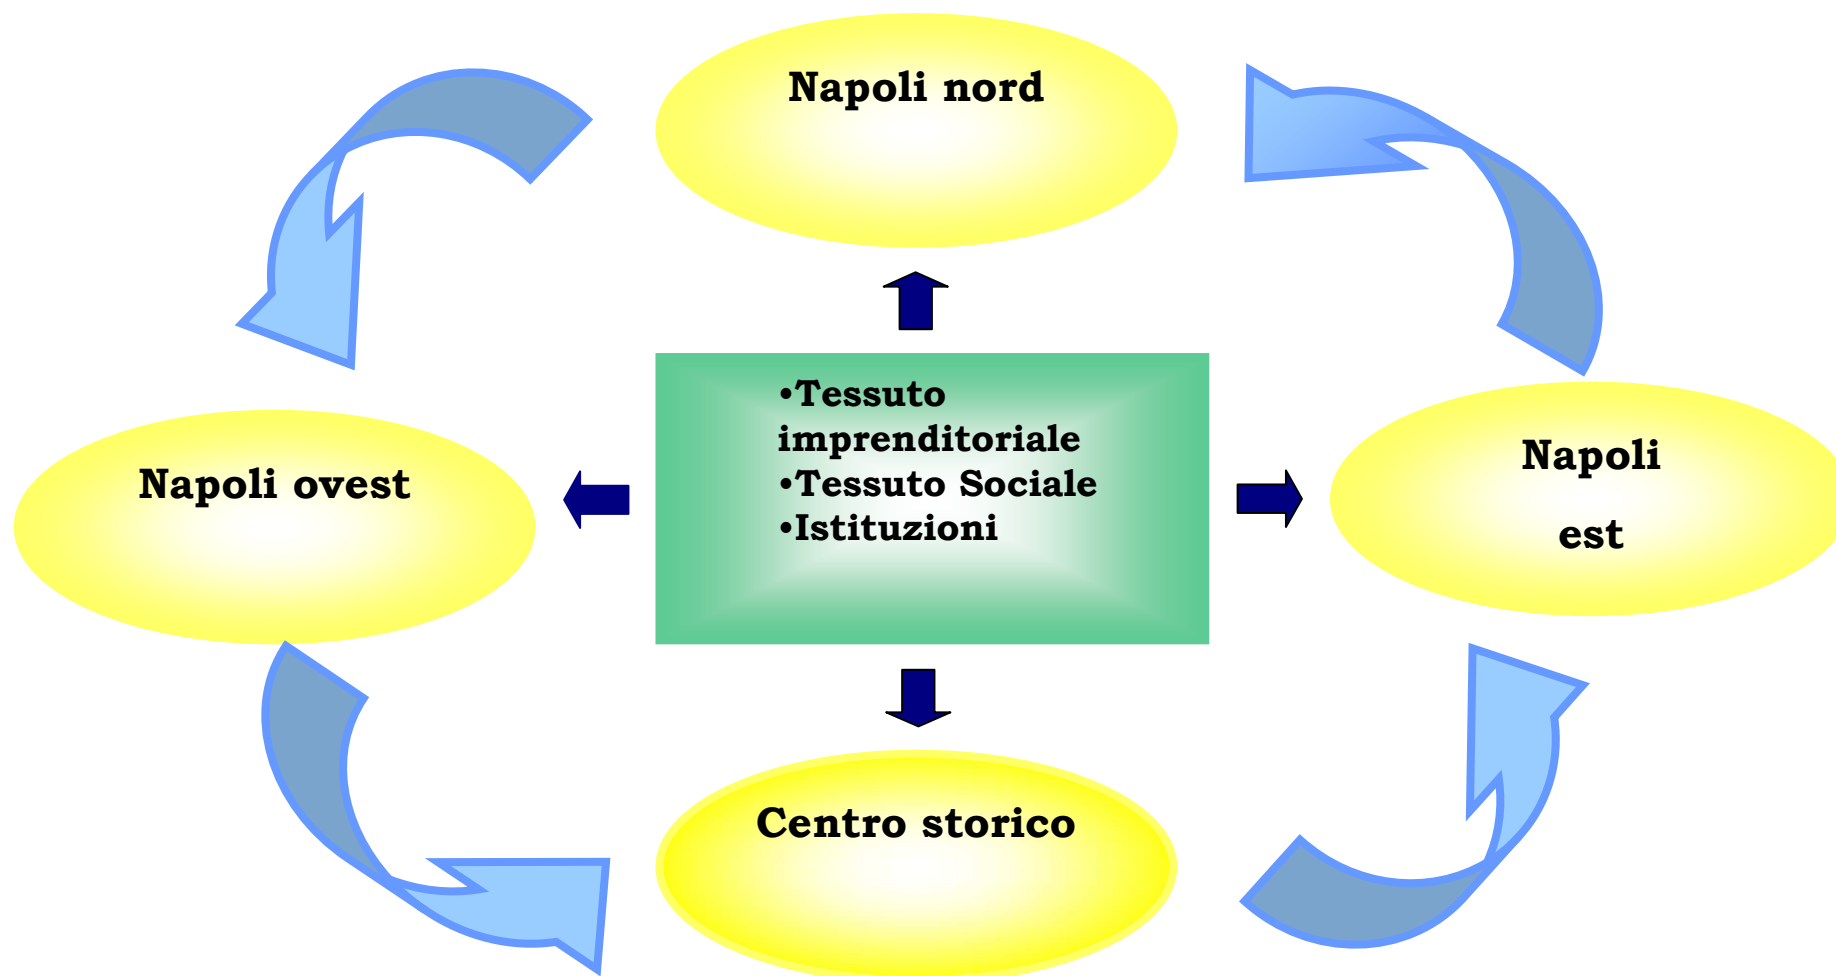 Napoli nord
•Tessuto
imprenditoriale
•Tessuto Sociale
•Istituzioni
Napoli ovest
Napoli
est
Centro storico